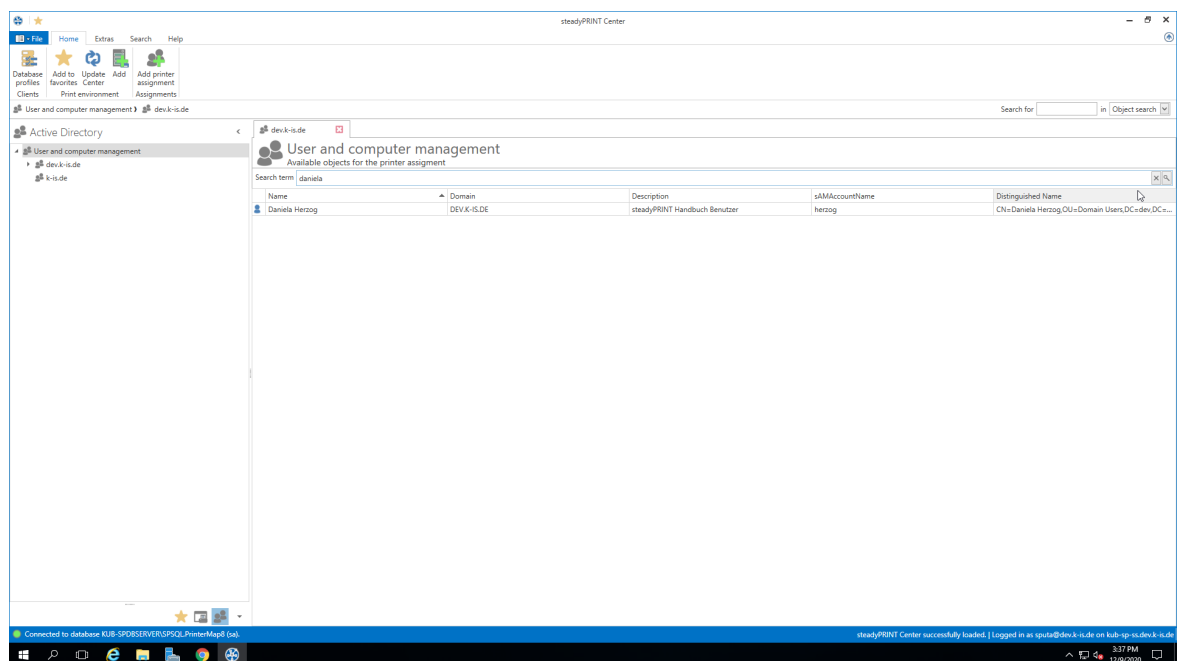 steadyPRINT Center
File Home Extras Search Help
Database profiles Add to favorites Update Center Add Add printer assignment
Clients Print environment Assignments
User and computer management dev.k-is.de Search for in Object search
Active Directory
User and computer management
dev.k-is.de
k-is.de
dev.k-is.de
User and computer management
Available objects for the printer assigment
Search term daniela
Name Domain Description sAMAccountName Distinguished Name
Daniela Herzog DEV.K-IS.DE steadyPRINT Handbuch Benutzer herzog CN=Daniela Herzog,OU=Domain Users,DC=dev,DC=...
Connected to database KUB-SPDBSERVER\SPSQL.PrinterMap8 (sa). steadyPRINT Center successfully loaded. | Logged in as sputa@dev.k-is.de on kub-sp-ss.dev.k-is.de
3:37 PM
12/9/2020